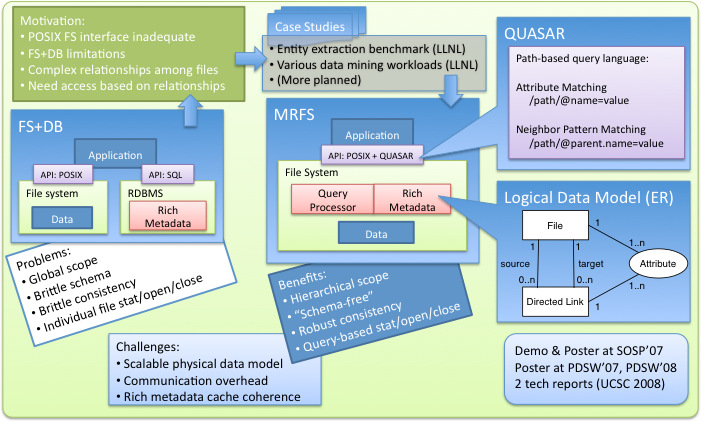 Motivation:
• POSIX FS interface inadequate
• FS+DB limitations
• Complex relationships among files
• Need access based on relationships
Case Studies
• Entity extraction benchmark (LLNL)
• Various data mining workloads (LLNL)
• (More planned)
QUASAR
Path-based query language:
Attribute Matching
/path/@name=value
Neighbor Pattern Matching
/path/@parent.name=value
FS+DB
Application
API: POSIX
API: SQL
File system
Data
RDBMS
Rich
Metadata
MRFS
Application
API: POSIX + QUASAR
File System
Query
Processor
Rich
Metadata
Data
Logical Data Model (ER)
File
1
1..n
1
1
source
target
Attribute
0..n
0..n
1..n
Directed Link
1
Problems:
• Global scope
• Brittle schema
• Brittle consistency
• Individual file stat/open/close
Benefits:
• Hierarchical scope
• "Schema-free"
• Robust consistency
• Query-based stat/open/close
Challenges:
• Scalable physical data model
• Communication overhead
• Rich metadata cache coherence
Demo & Poster at SOSP'07
Poster at PDSW'07, PDSW'08
2 tech reports (UCSC 2008)